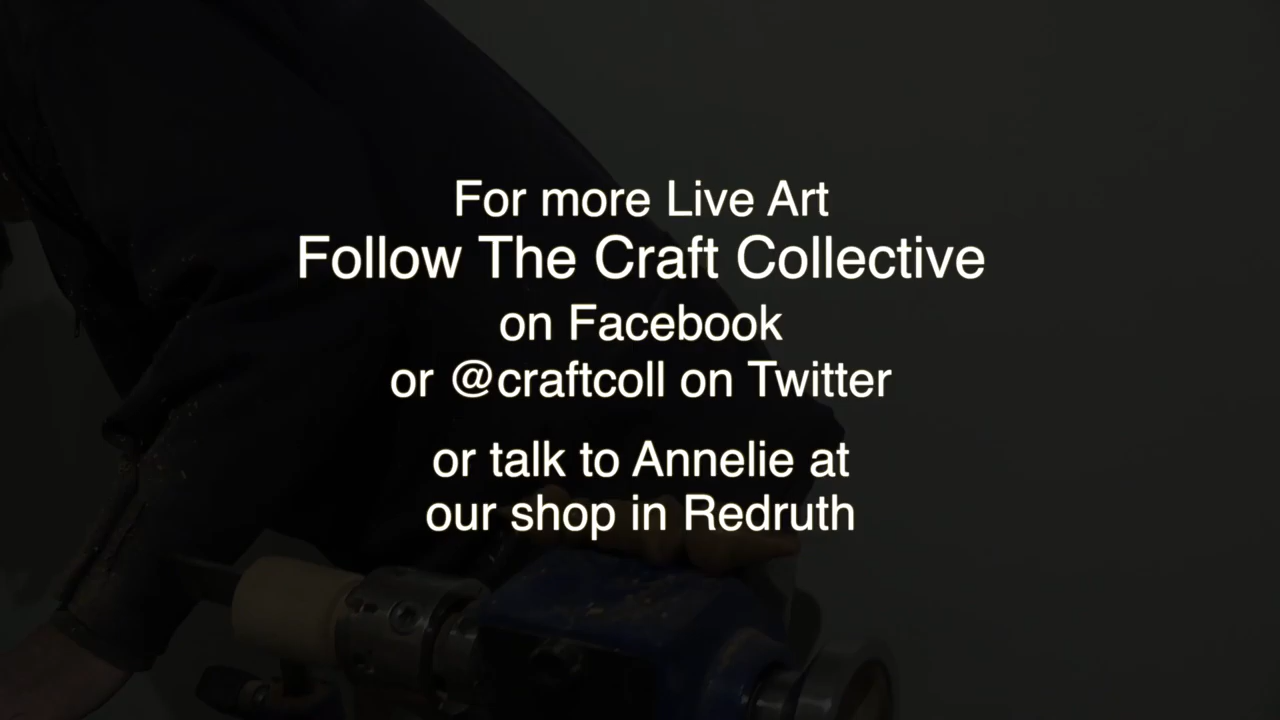 For more Live Art
Follow The Craft Collective
on Facebook
or @craftcoll on Twitter
or talk to Annelie at
our shop in Redruth